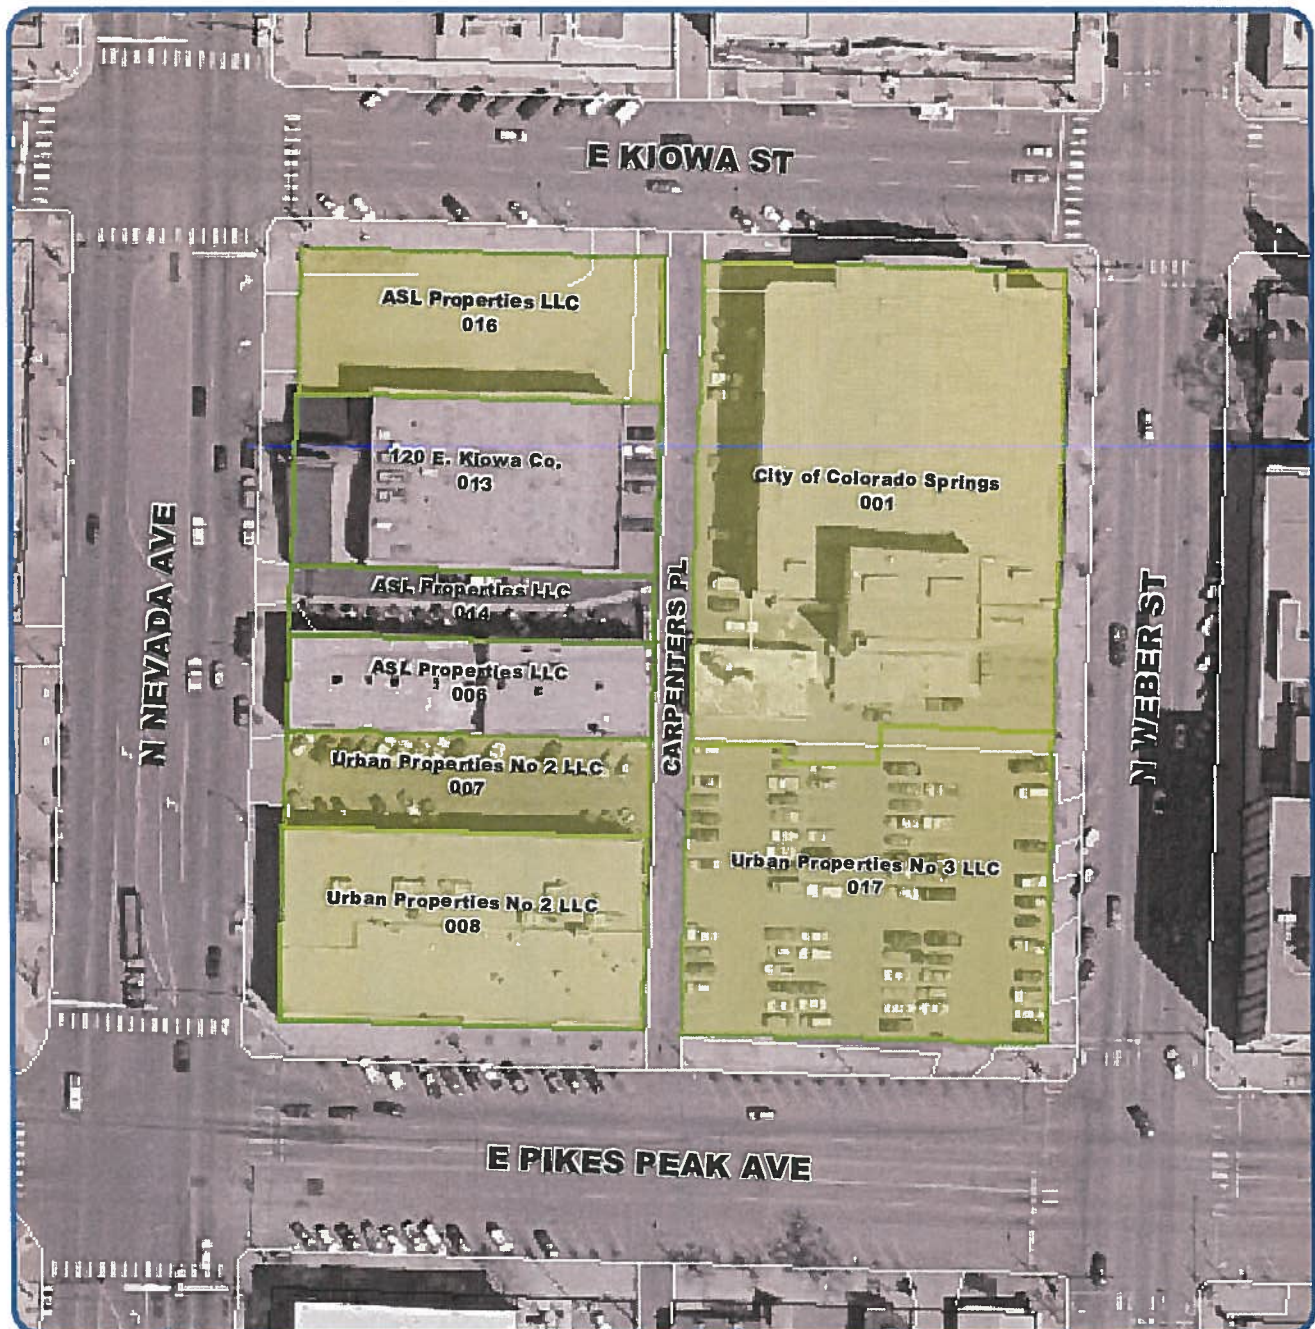 E KIOWA ST
ASL Properties LLC
016
120 E. Kiowa Co.
013
City of Colorado Springs
001
N NEVADA AVE
ASL Properties LLC
014
CARPENTERS PL
N WEBER ST
ASL Properties LLC
006
Urban Properties No 2 LLC
007
Urban Properties No 3 LLC
017
Urban Properties No 2 LLC
008
E PIKES PEAK AVE